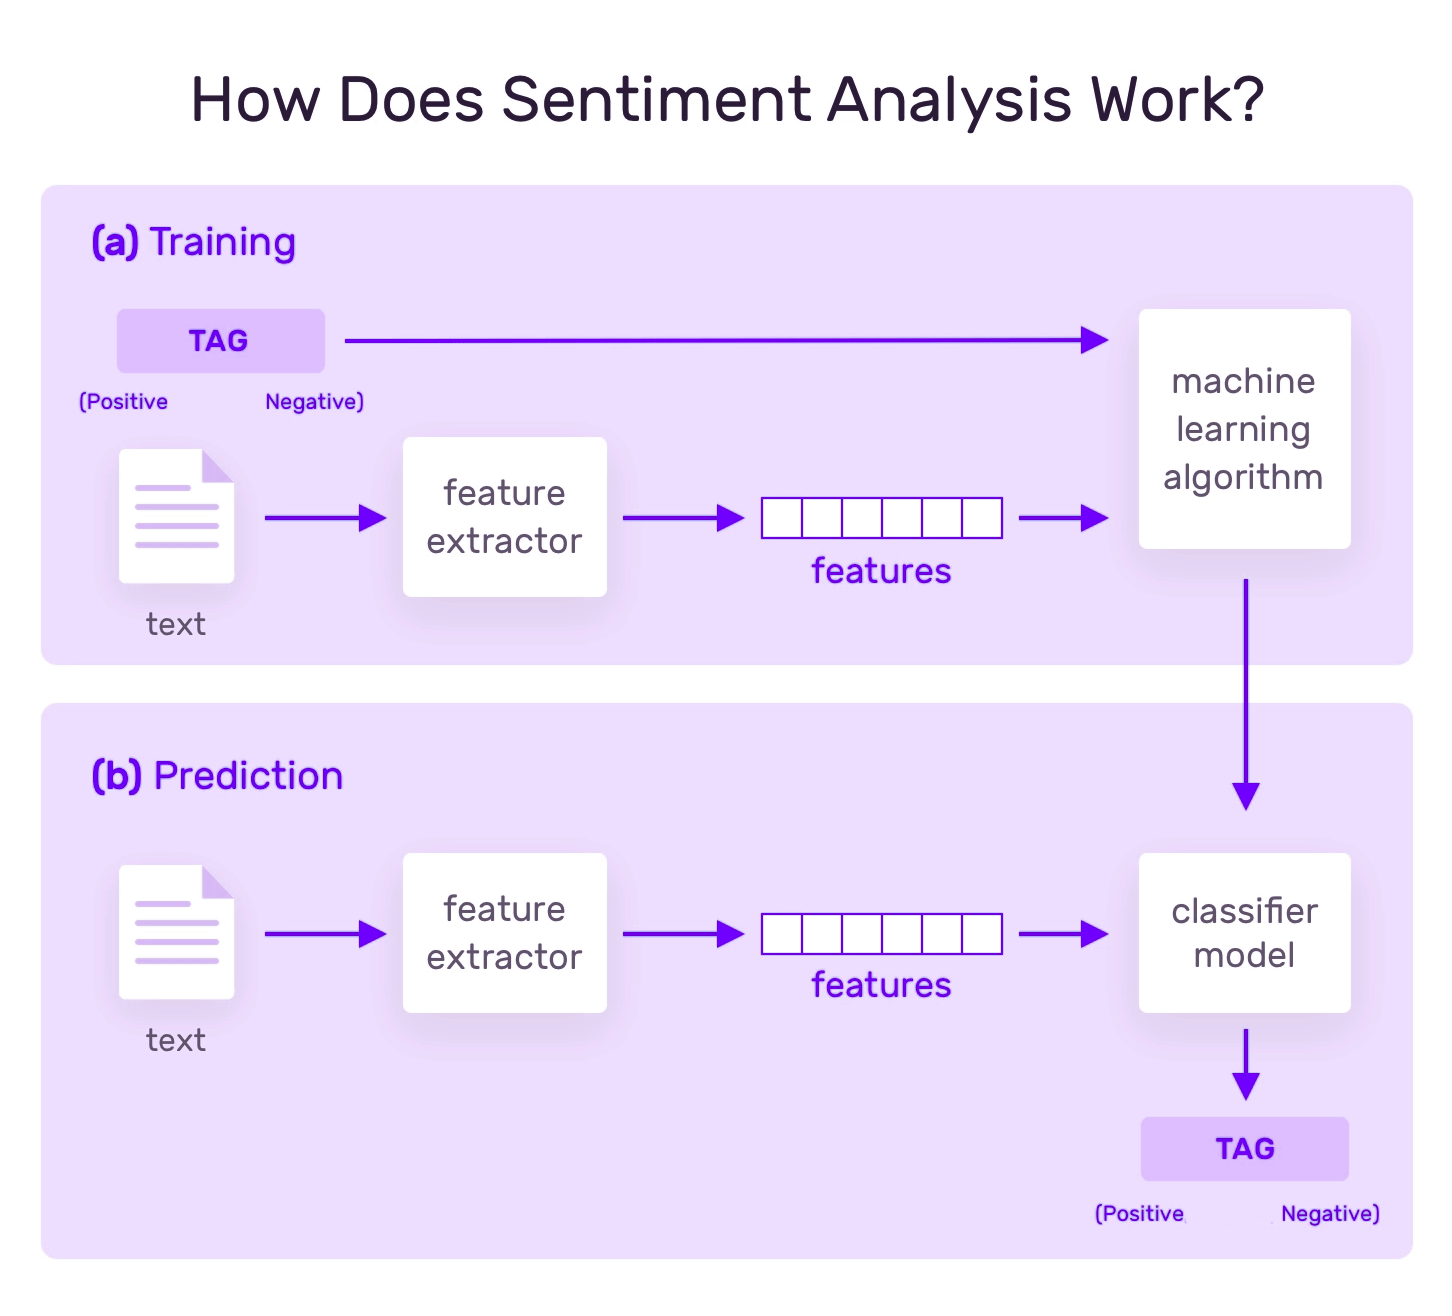 How Does Sentiment Analysis Work?
(a) Training
TAG
(Positive Negative)
machine
learning
algorithm
feature
extractor
features
text
(b) Prediction
feature
extractor
classifier
model
features
text
TAG
(Positive Negative)